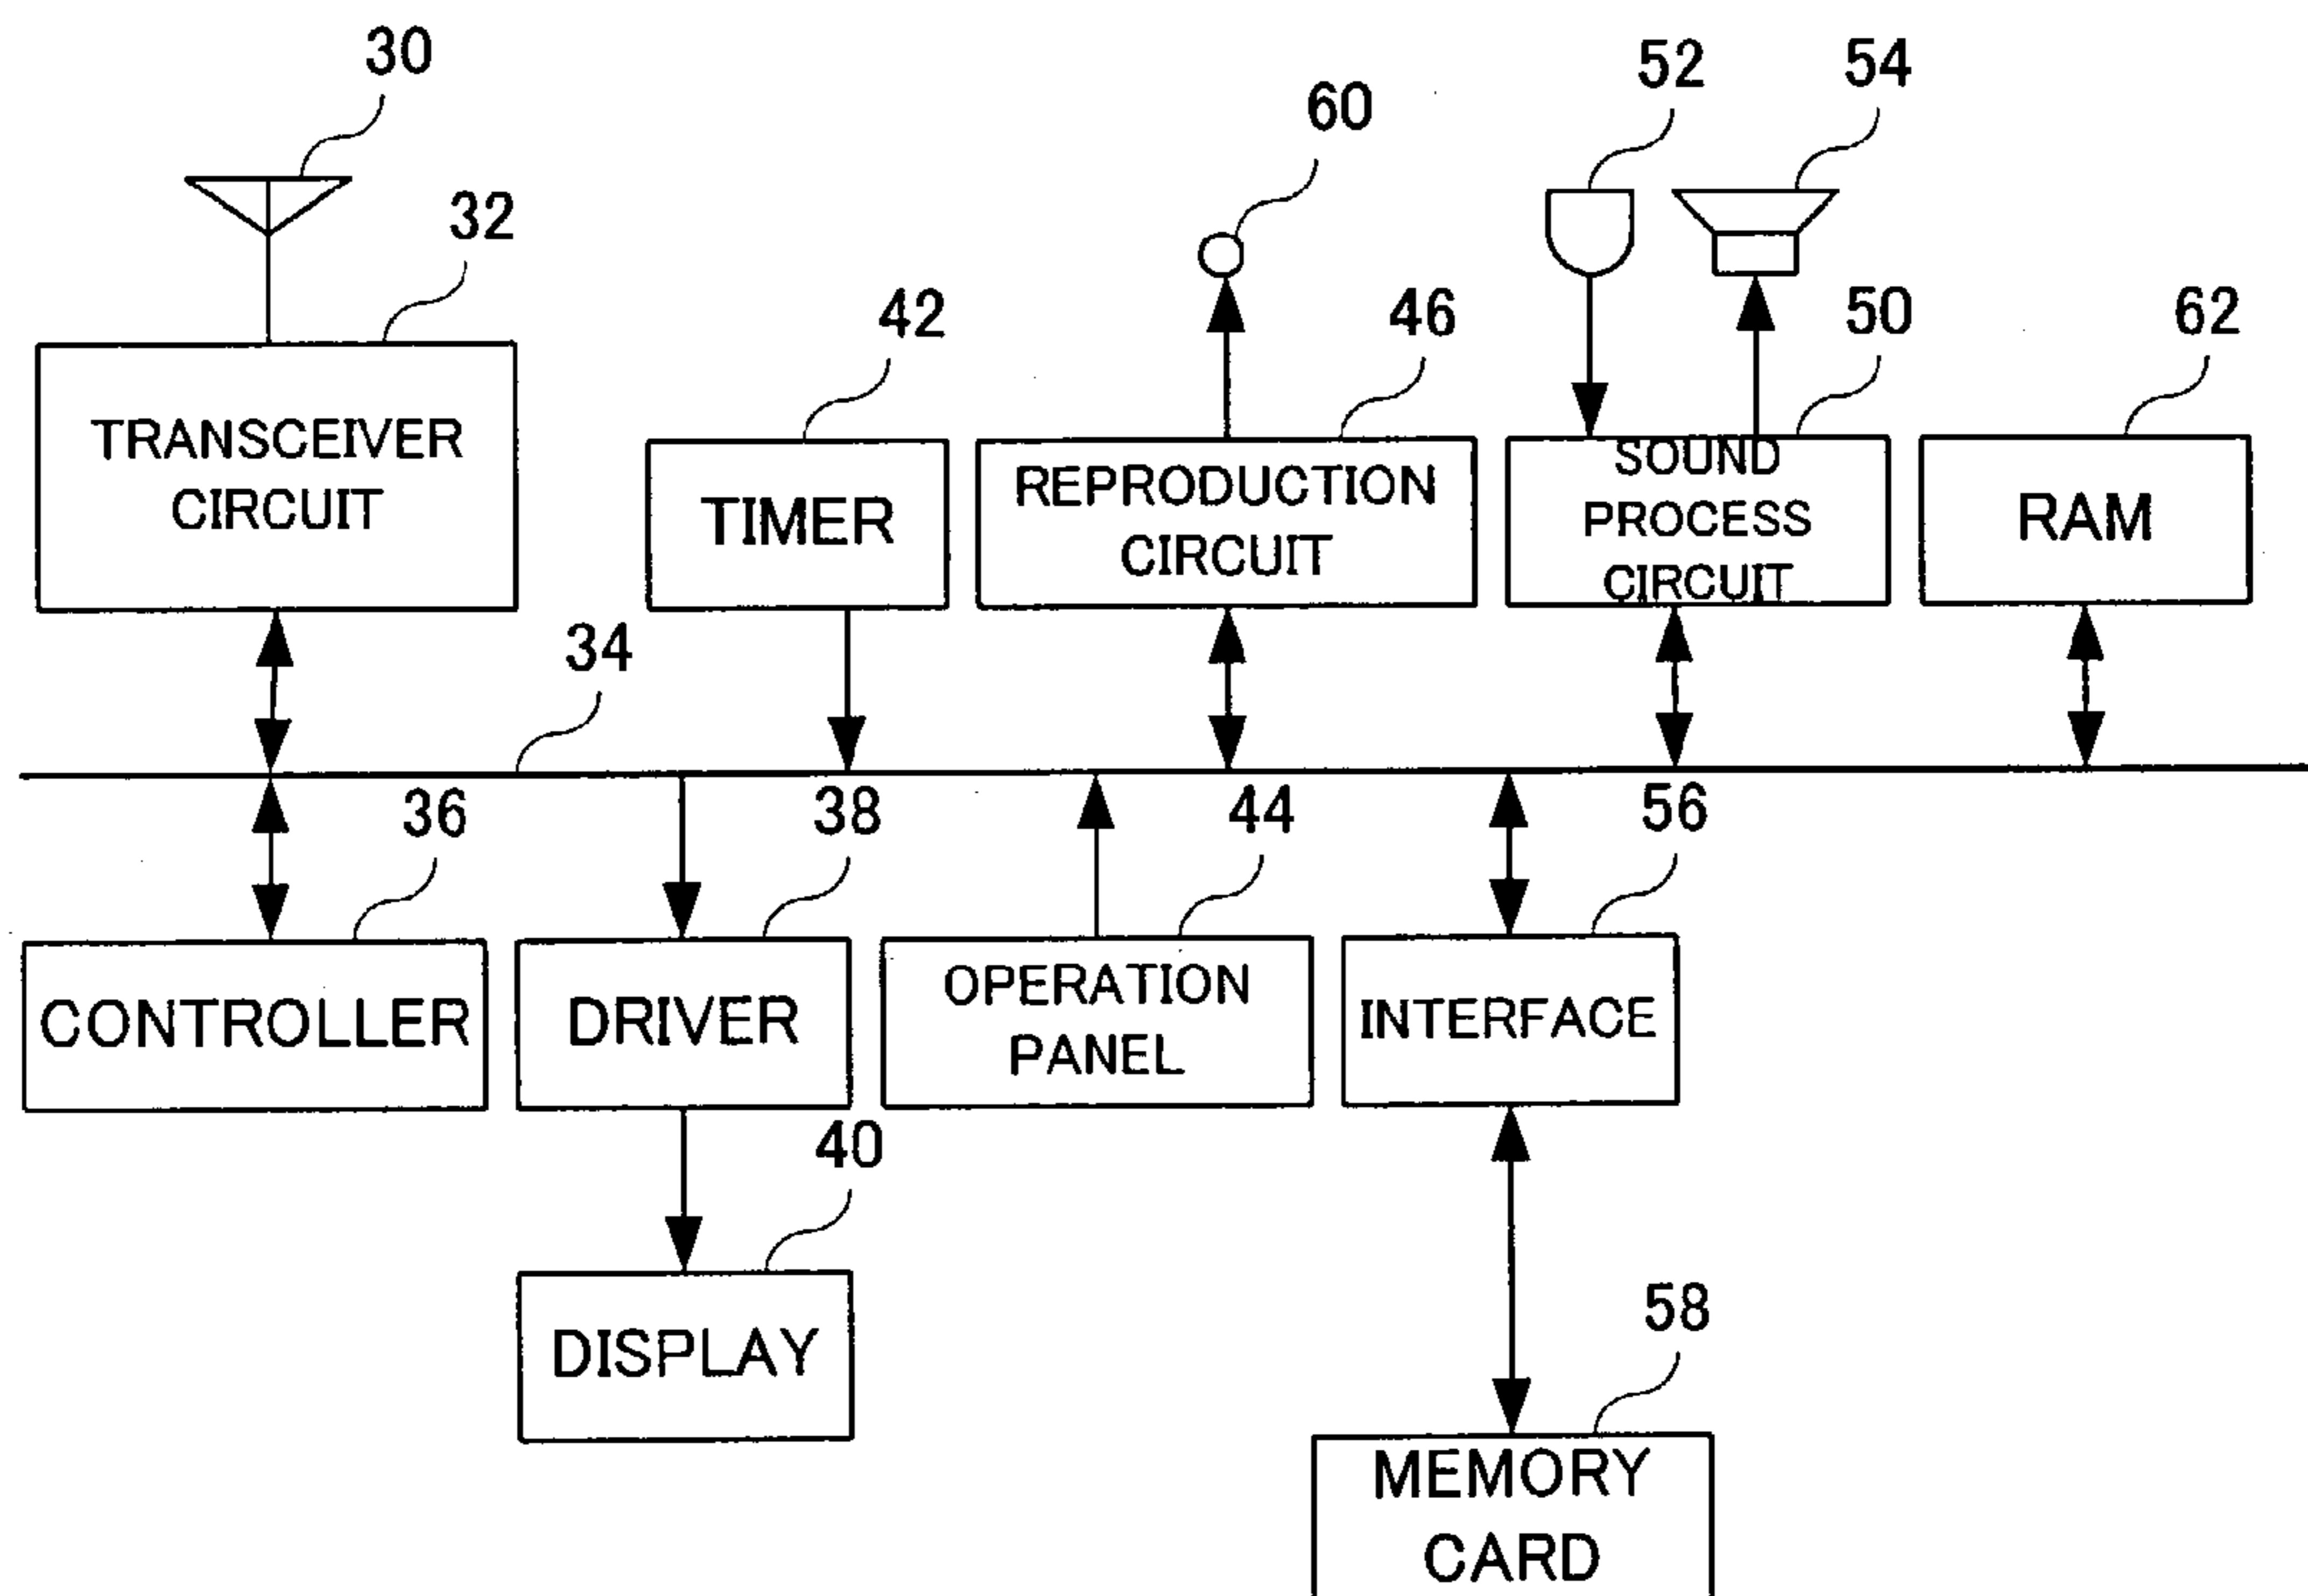 30
52
54
60
32
42
46
50
62
TRANSCEIVER
CIRCUIT
TIMER
REPRODUCTION
CIRCUIT
SOUND
PROCESS
CIRCUIT
RAM
34
36
38
44
56
CONTROLLER
DRIVER
OPERATION
PANEL
INTERFACE
40
DISPLAY
58
MEMORY
CARD